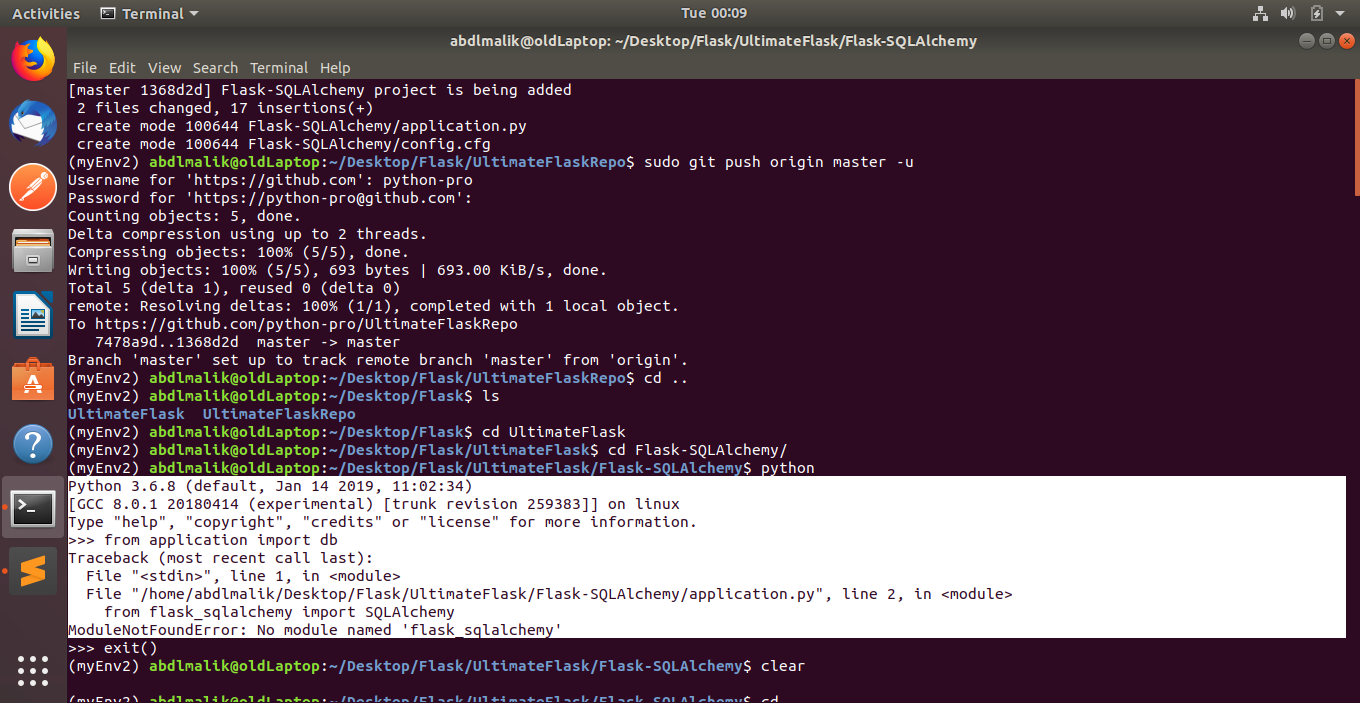 Activities Terminal Tue 00:09
abdlmalik@oldLaptop: ~/Desktop/Flask/UltimateFlask/Flask-SQLAlchemy
File Edit View Search Terminal Help
[master 1368d2d] Flask-SQLAlchemy project is being added
 2 files changed, 17 insertions(+)
 create mode 100644 Flask-SQLAlchemy/application.py
 create mode 100644 Flask-SQLAlchemy/config.cfg
(myEnv2) abdlmalik@oldLaptop:~/Desktop/Flask/UltimateFlaskRepo$ sudo git push origin master -u
Username for 'https://github.com': python-pro
Password for 'https://python-pro@github.com':
Counting objects: 5, done.
Delta compression using up to 2 threads.
Compressing objects: 100% (5/5), done.
Writing objects: 100% (5/5), 693 bytes | 693.00 KiB/s, done.
Total 5 (delta 1), reused 0 (delta 0)
remote: Resolving deltas: 100% (1/1), completed with 1 local object.
To https://github.com/python-pro/UltimateFlaskRepo
   7478a9d..1368d2d  master -> master
Branch 'master' set up to track remote branch 'master' from 'origin'.
(myEnv2) abdlmalik@oldLaptop:~/Desktop/Flask/UltimateFlaskRepo$ cd ..
(myEnv2) abdlmalik@oldLaptop:~/Desktop/Flask$ ls
UltimateFlask  UltimateFlaskRepo
(myEnv2) abdlmalik@oldLaptop:~/Desktop/Flask$ cd UltimateFlask
(myEnv2) abdlmalik@oldLaptop:~/Desktop/Flask/UltimateFlask$ cd Flask-SQLAlchemy/
(myEnv2) abdlmalik@oldLaptop:~/Desktop/Flask/UltimateFlask/Flask-SQLAlchemy$ python
Python 3.6.8 (default, Jan 14 2019, 11:02:34)
[GCC 8.0.1 20180414 (experimental) [trunk revision 259383]] on linux
Type "help", "copyright", "credits" or "license" for more information.
>>> from application import db
Traceback (most recent call last):
  File "<stdin>", line 1, in <module>
  File "/home/abdlmalik/Desktop/Flask/UltimateFlask/Flask-SQLAlchemy/application.py", line 2, in <module>
    from flask_sqlalchemy import SQLAlchemy
ModuleNotFoundError: No module named 'flask_sqlalchemy'
>>> exit()
(myEnv2) abdlmalik@oldLaptop:~/Desktop/Flask/UltimateFlask/Flask-SQLAlchemy$ clear
(myEnv2) abdlmalik@oldLaptop:~/Desktop/Flask/UltimateFlask/Flask-SQLAlchemy$ cd